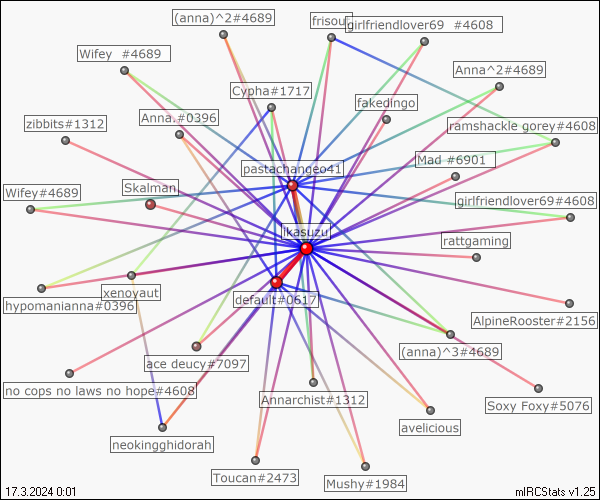 (anna)^2#4689
frisou
girlfriendlover69  #4608
Wifey  #4689
Anna^2#4689
Cypha#1717
fakedingo
zibbits#1312
Anna.#0396
ramshackle gorey#4608
Mad #6901
pastachangeo41
Skalman.
Wifey#4689
girlfriendlover69#4608
likasuzu
rattgaming
xenoyaut
default#0617
hypomanianna#0396
AlpineRooster#2156
(anna)^3#4689
ace deucy#7097
no cops no laws no hope#4608
Annarchist#1312
Soxy Foxy#5076
avelicious
neokingghidorah
Toucan#2473
Mushy#1984
17.3.2024 0:01
mIRCStats v1.25